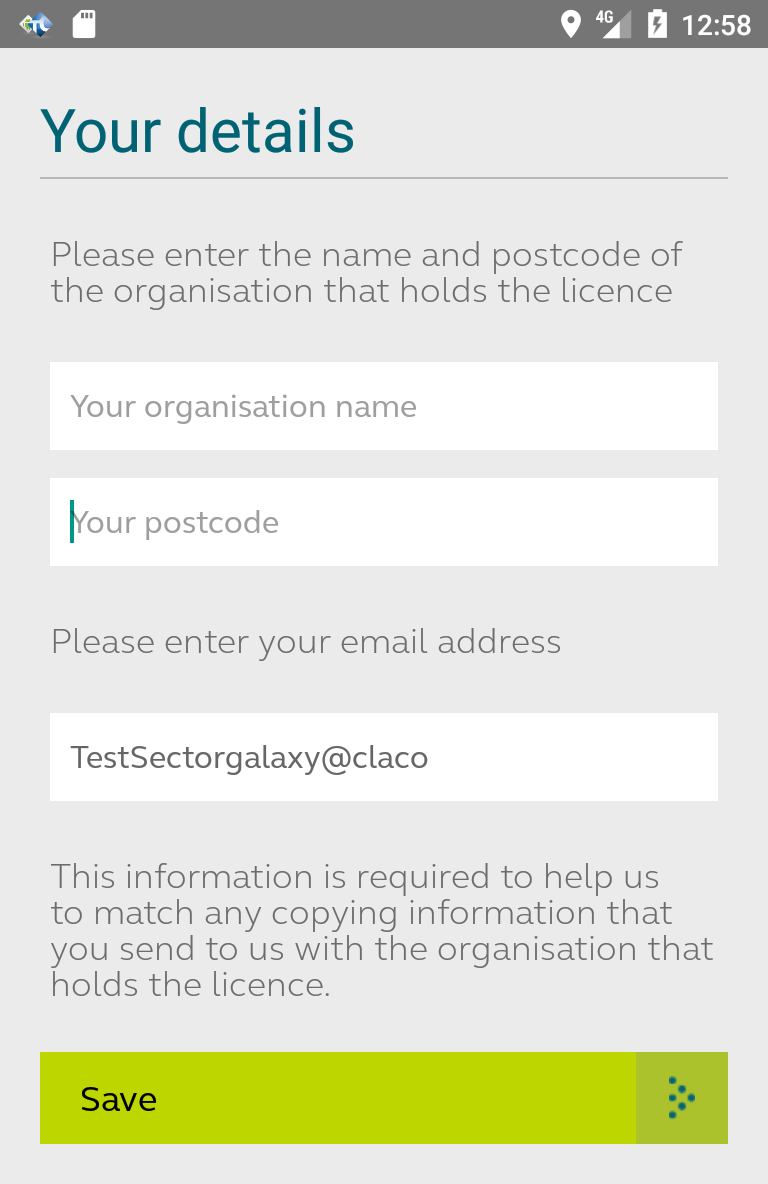 4G 12:58
Your details
Please enter the name and postcode of
the organisation that holds the licence
Your organisation name
Your postcode
Please enter your email address
TestSectorgalaxy@claco
This information is required to help us
to match any copying information that
you send to us with the organisation that
holds the licence.
Save